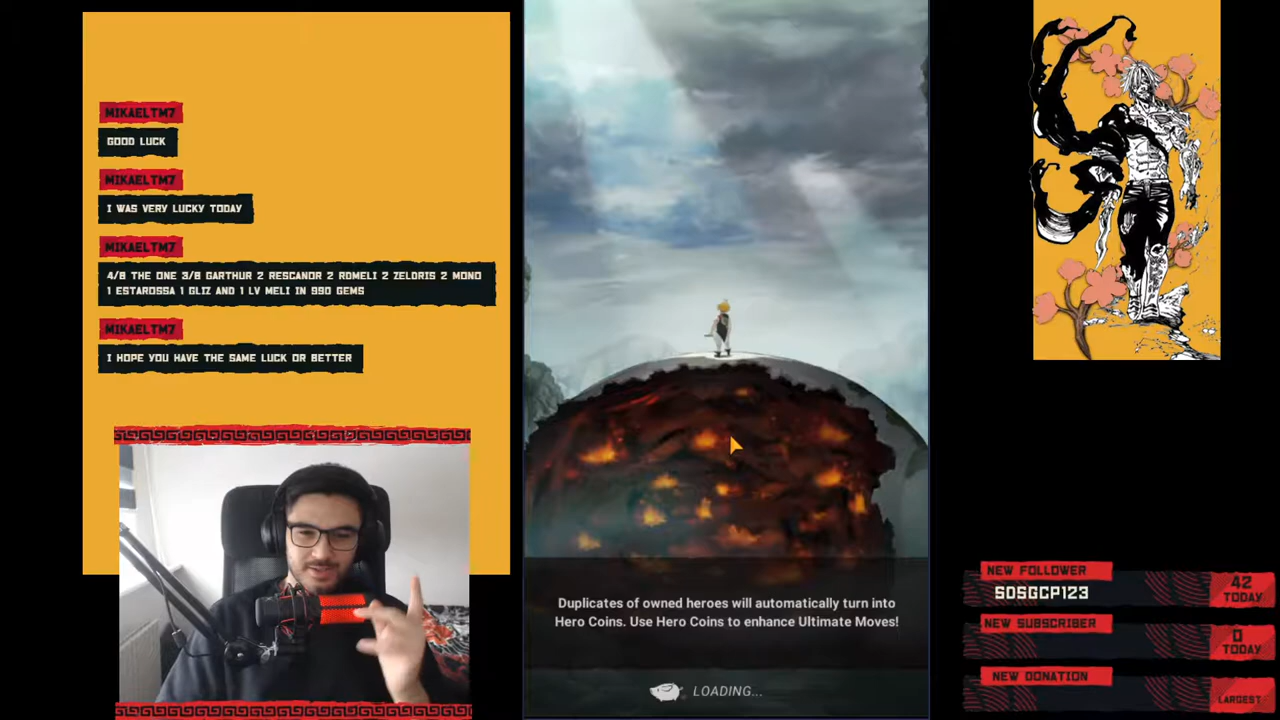 MIKAELTM7
GOOD LUCK
MIKAELTM7
I WAS VERY LUCKY TODAY
MIKAELTM7
4/6 THE ONE 3/6 GARTHUR 2 RESCANOR 2 RDMELI 2 ZELDRIS 2 MONO
1 ESTAROSSA 1 GLIZ AND 1 LV MELI IN 990 GEMS
MIKAELTM7
I HOPE YOU HAVE THE SAME LUCK OR BETTER
Duplicates of owned heroes will automatically turn into
Hero Coins. Use Hero Coins to enhance Ultimate Moves!
LOADING...
NEW FOLLOWER
SDSGCP123
42
TODAY
NEW SUBSCRIBER
0
TODAY
NEW DONATION
LARGEST